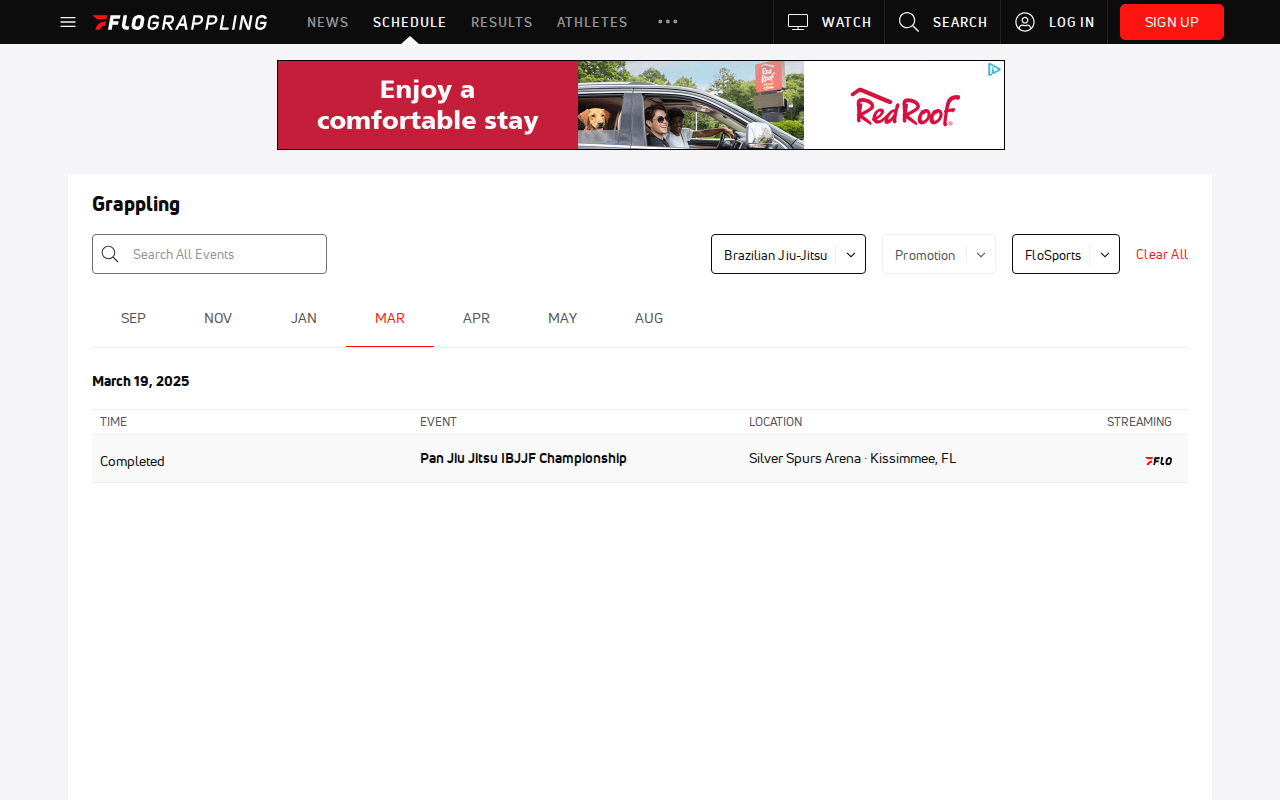 FLOGRAPPLING NEWS SCHEDULE RESULTS ATHLETES WATCH SEARCH LOG IN SIGN UP
Enjoy a
comfortable stay
Red Roof
Red Roof
Grappling
Search All Events
Brazilian Jiu-Jitsu
Promotion
FloSports
Clear All
SEP NOV JAN MAR APR MAY AUG
March 19, 2025
TIME EVENT LOCATION STREAMING
Completed Pan Jiu Jitsu IBJJF Championship Silver Spurs Arena · Kissimmee, FL FLO